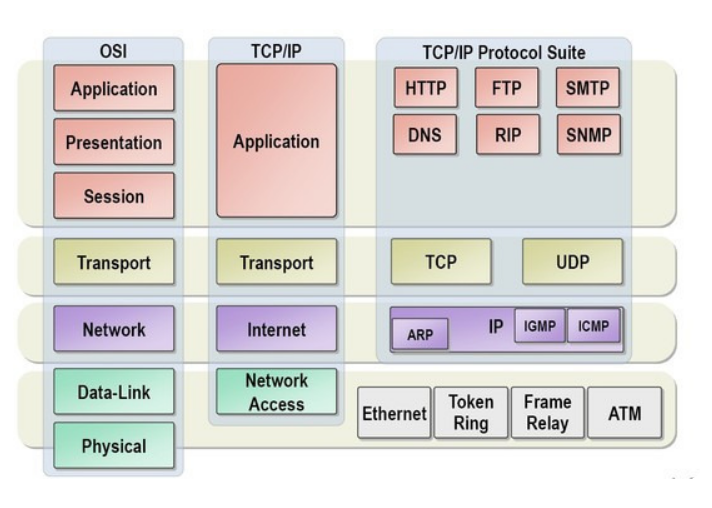 OSI
TCP/IP
TCP/IP Protocol Suite
Application
Presentation
Session
Application
HTTP
FTP
SMTP
DNS
RIP
SNMP
Transport
Transport
TCP
UDP
Network
Internet
ARP
IP
IGMP
ICMP
Data-Link
Physical
Network
Access
Ethernet
Token
Ring
Frame
Relay
ATM